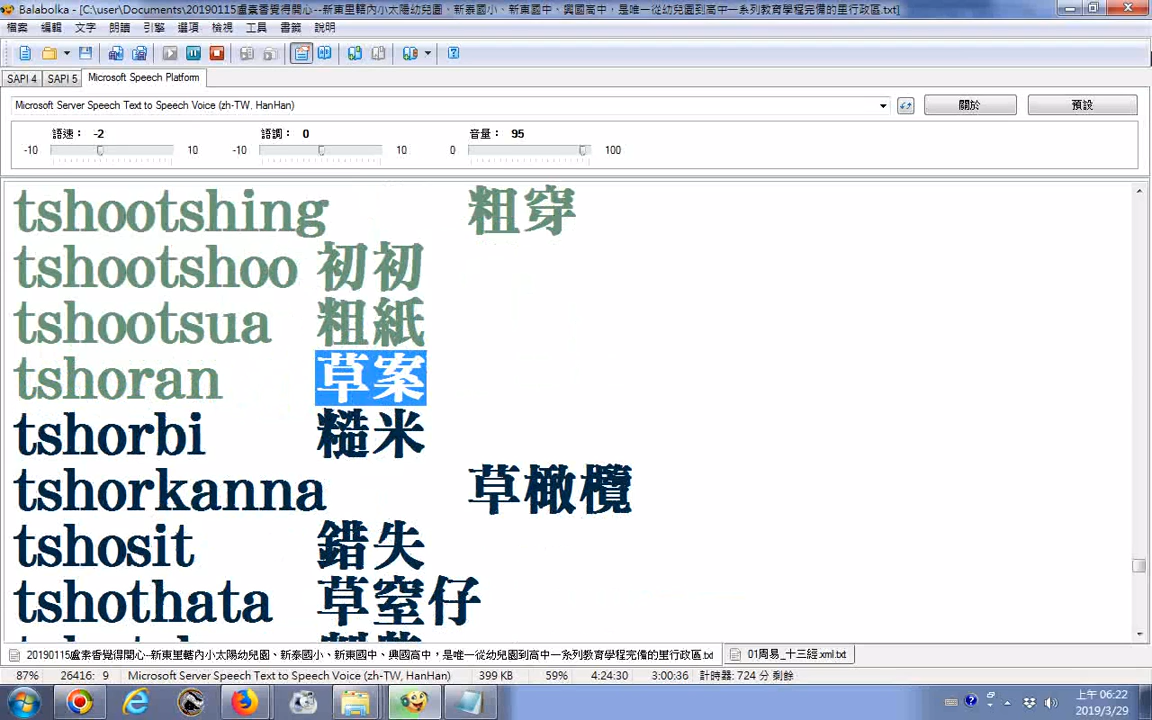 Balabolka - [C:\user\Documents\20190115盧素香覺得開心--新東里轄內小太陽幼兒園、新泰國小、新東國中、興國高中，是唯一從幼兒園到高中一系列教育學程完備的里行政區.txt]
檔案 編輯 文字 朗讀 引擎 選項 檢視 工具 書籤 說明
SAPI 4 SAPI 5 Microsoft Speech Platform
Microsoft Server Speech Text to Speech Voice (zh-TW, HanHan) 關於 預設
語速： -2 語調： 0 音量： 95
-10 10 -10 10 0 100
tshootshing 粗穿
tshootshoo 初初
tshootsua 粗紙
tshoran 草案
tshorbi 糙米
tshorkanna 草橄欖
tshosit 錯失
tshothata 草窒仔
20190115盧素香覺得開心--新東里轄內小太陽幼兒園、新泰國小、新東國中、興國高中，是唯一從幼兒園到高中一系列教育學程完備的里行政區.txt 01周易_十三經.xml.txt
87% 26416: 9 Microsoft Server Speech Text to Speech Voice (zh-TW, HanHan) 399 KB 59% 4:24:30 3:00:36 計時器: 724 分 剩餘
上午 06:22
2019/3/29